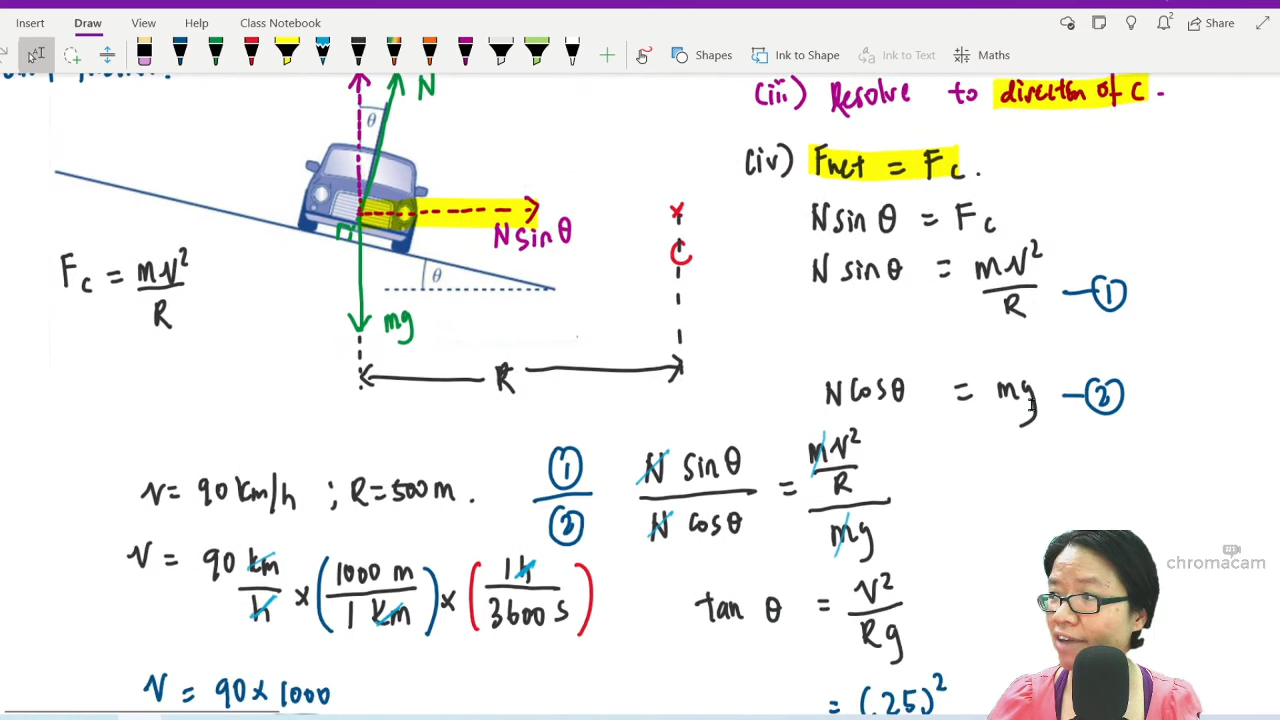 Insert Draw View Help Class Notebook
Share
Shapes
Ink to Shape
Ink to Text
Maths
N
θ
N sin θ
C
θ
mg
R
F_c = mv²/R
(iii) Resolve to direction of C.
(iv) Fnet = Fc.
N sin θ = Fc
N sin θ = mv²/R —①
N cos θ = mg —②
v = 90 km/h ; R = 500 m.
v = 90 km/h × (1000 m / 1 km) × (1h / 3600 s)
v = 90 × 1000
①/② N sin θ / N cos θ = (mv²/R) / mg
tan θ = v²/Rg
= (25)²
chromacam